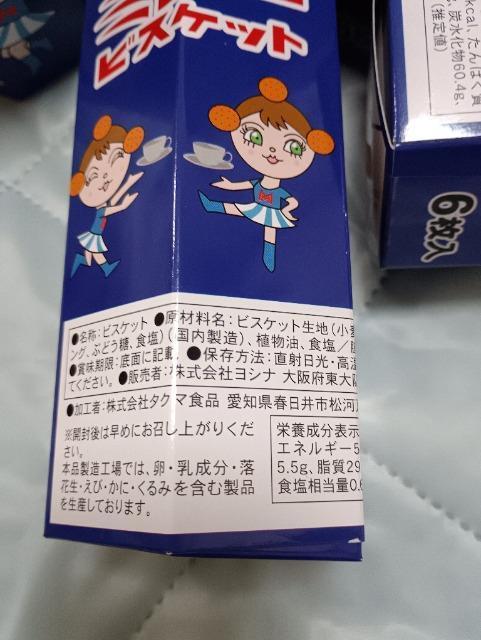 ビスケット
●名称：ビスケット ●原材料名：ビスケット生地（小麦
ング、ぶどう糖、食塩）（国内製造）、植物油、食塩／
●賞味期限：底面に記載 ●保存方法：直射日光・高温
てください。●販売者：株式会社ヨシナ 大阪府東大阪
●加工者：株式会社タクマ食品 愛知県春日井市松河
※開封後は早めにお召し上がりくだ
さい。
本品製造工場では、卵・乳成分・落
花生・えび・かに・くるみを含む製品
を生産しております。
栄養成分表示
エネルギー5
5.5g、脂質29
食塩相当量0.
kcal、たんぱく質
炭水化物60.4g、
（推定値）
6枚入